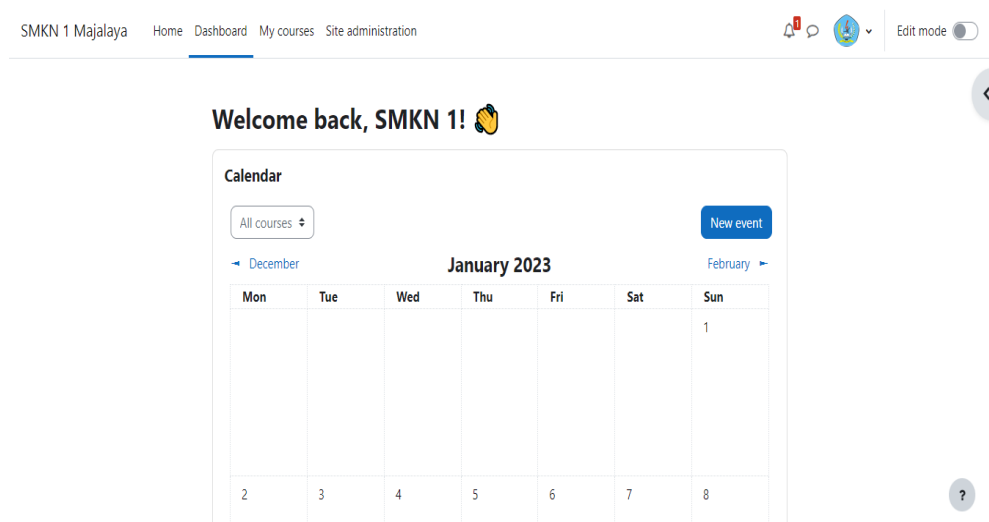 SMKN 1 Majalaya Home Dashboard My courses Site administration 1 Edit mode
Welcome back, SMKN 1! 👋
Calendar
All courses New event
◄ December January 2023 February ►
Mon Tue Wed Thu Fri Sat Sun
1
2 3 4 5 6 7 8
?